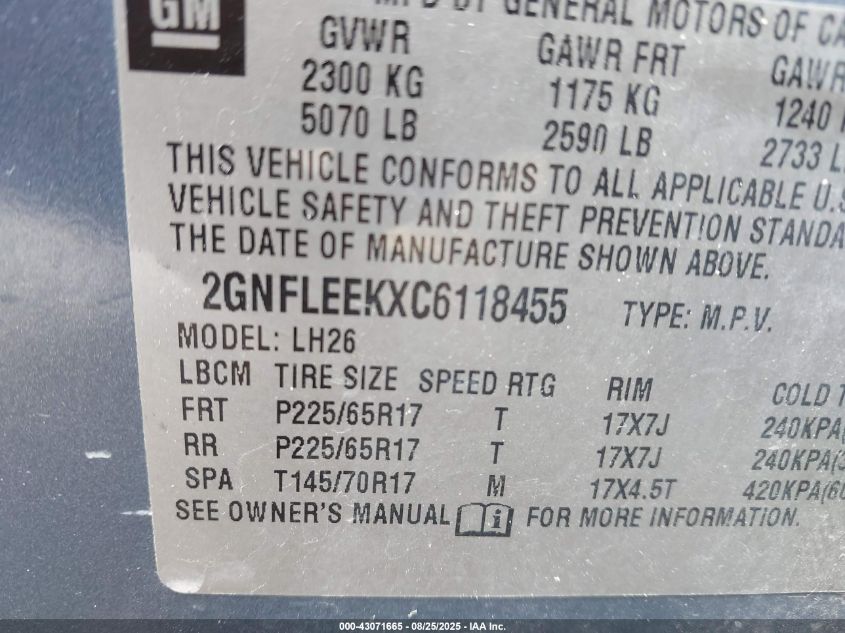 GM
MFD BY GENERAL MOTORS OF CA
GVWR GAWR FRT GAWR
2300 KG 1175 KG 1240
5070 LB 2590 LB 2733 L
THIS VEHICLE CONFORMS TO ALL APPLICABLE U.S
VEHICLE SAFETY AND THEFT PREVENTION STANDA
THE DATE OF MANUFACTURE SHOWN ABOVE.
2GNFLEEKXC6118455 TYPE: M.P.V.
MODEL: LH26
LBCM TIRE SIZE SPEED RTG RIM COLD T
FRT P225/65R17 T 17X7J 240KPA(
RR P225/65R17 T 17X7J 240KPA(3
SPA T145/70R17 M 17X4.5T 420KPA(60
SEE OWNER'S MANUAL i FOR MORE INFORMATION.
000-43071665 - 08/25/2025 - IAA Inc.